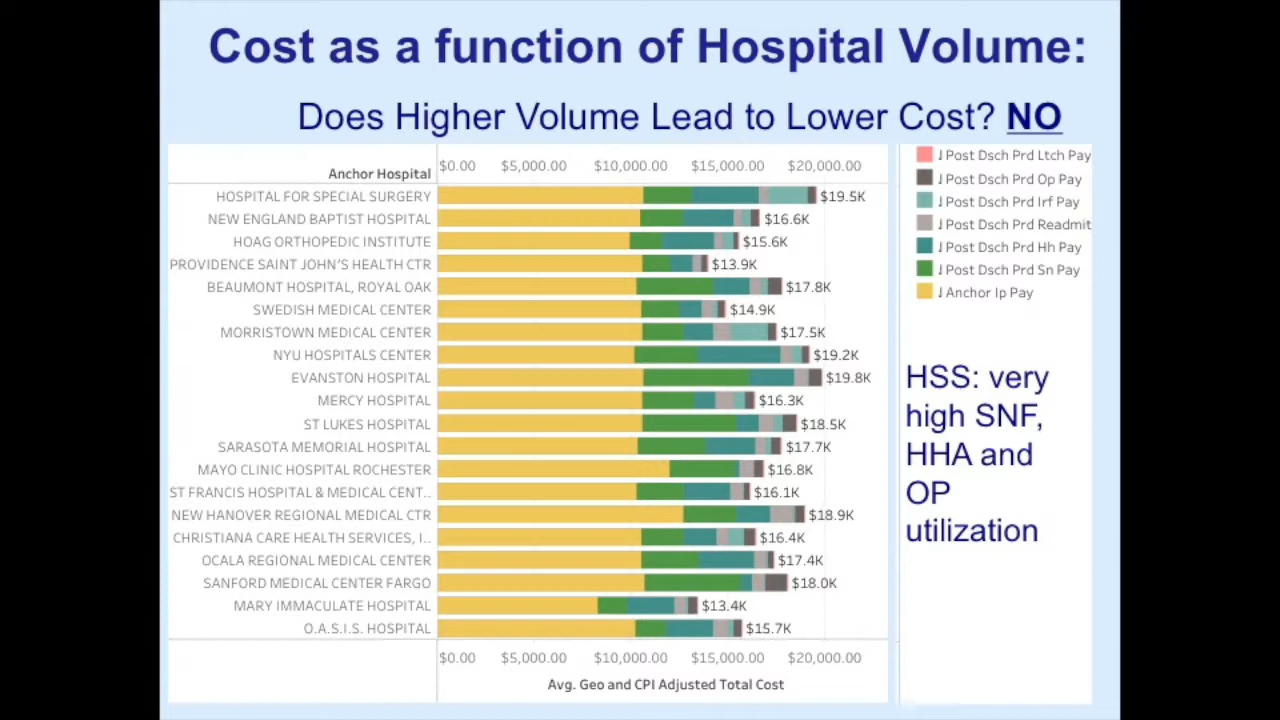 Cost as a function of Hospital Volume:
Does Higher Volume Lead to Lower Cost? NO
Anchor Hospital
$0.00 $5,000.00 $10,000.00 $15,000.00 $20,000.00
HOSPITAL FOR SPECIAL SURGERY $19.5K
NEW ENGLAND BAPTIST HOSPITAL $16.6K
HOAG ORTHOPEDIC INSTITUTE $15.6K
PROVIDENCE SAINT JOHN'S HEALTH CTR $13.9K
BEAUMONT HOSPITAL, ROYAL OAK $17.8K
SWEDISH MEDICAL CENTER $14.9K
MORRISTOWN MEDICAL CENTER $17.5K
NYU HOSPITALS CENTER $19.2K
EVANSTON HOSPITAL $19.8K
MERCY HOSPITAL $16.3K
ST LUKES HOSPITAL $18.5K
SARASOTA MEMORIAL HOSPITAL $17.7K
MAYO CLINIC HOSPITAL ROCHESTER $16.8K
ST FRANCIS HOSPITAL & MEDICAL CENT.. $16.1K
NEW HANOVER REGIONAL MEDICAL CTR $18.9K
CHRISTIANA CARE HEALTH SERVICES, I.. $16.4K
OCALA REGIONAL MEDICAL CENTER $17.4K
SANFORD MEDICAL CENTER FARGO $18.0K
MARY IMMACULATE HOSPITAL $13.4K
O.A.S.I.S. HOSPITAL $15.7K
$0.00 $5,000.00 $10,000.00 $15,000.00 $20,000.00
Avg. Geo and CPI Adjusted Total Cost
J Post Dsch Prd Ltch Pay
J Post Dsch Prd Op Pay
J Post Dsch Prd Irf Pay
J Post Dsch Prd Readmit
J Post Dsch Prd Hh Pay
J Post Dsch Prd Sn Pay
J Anchor Ip Pay
HSS: very
high SNF,
HHA and
OP
utilization